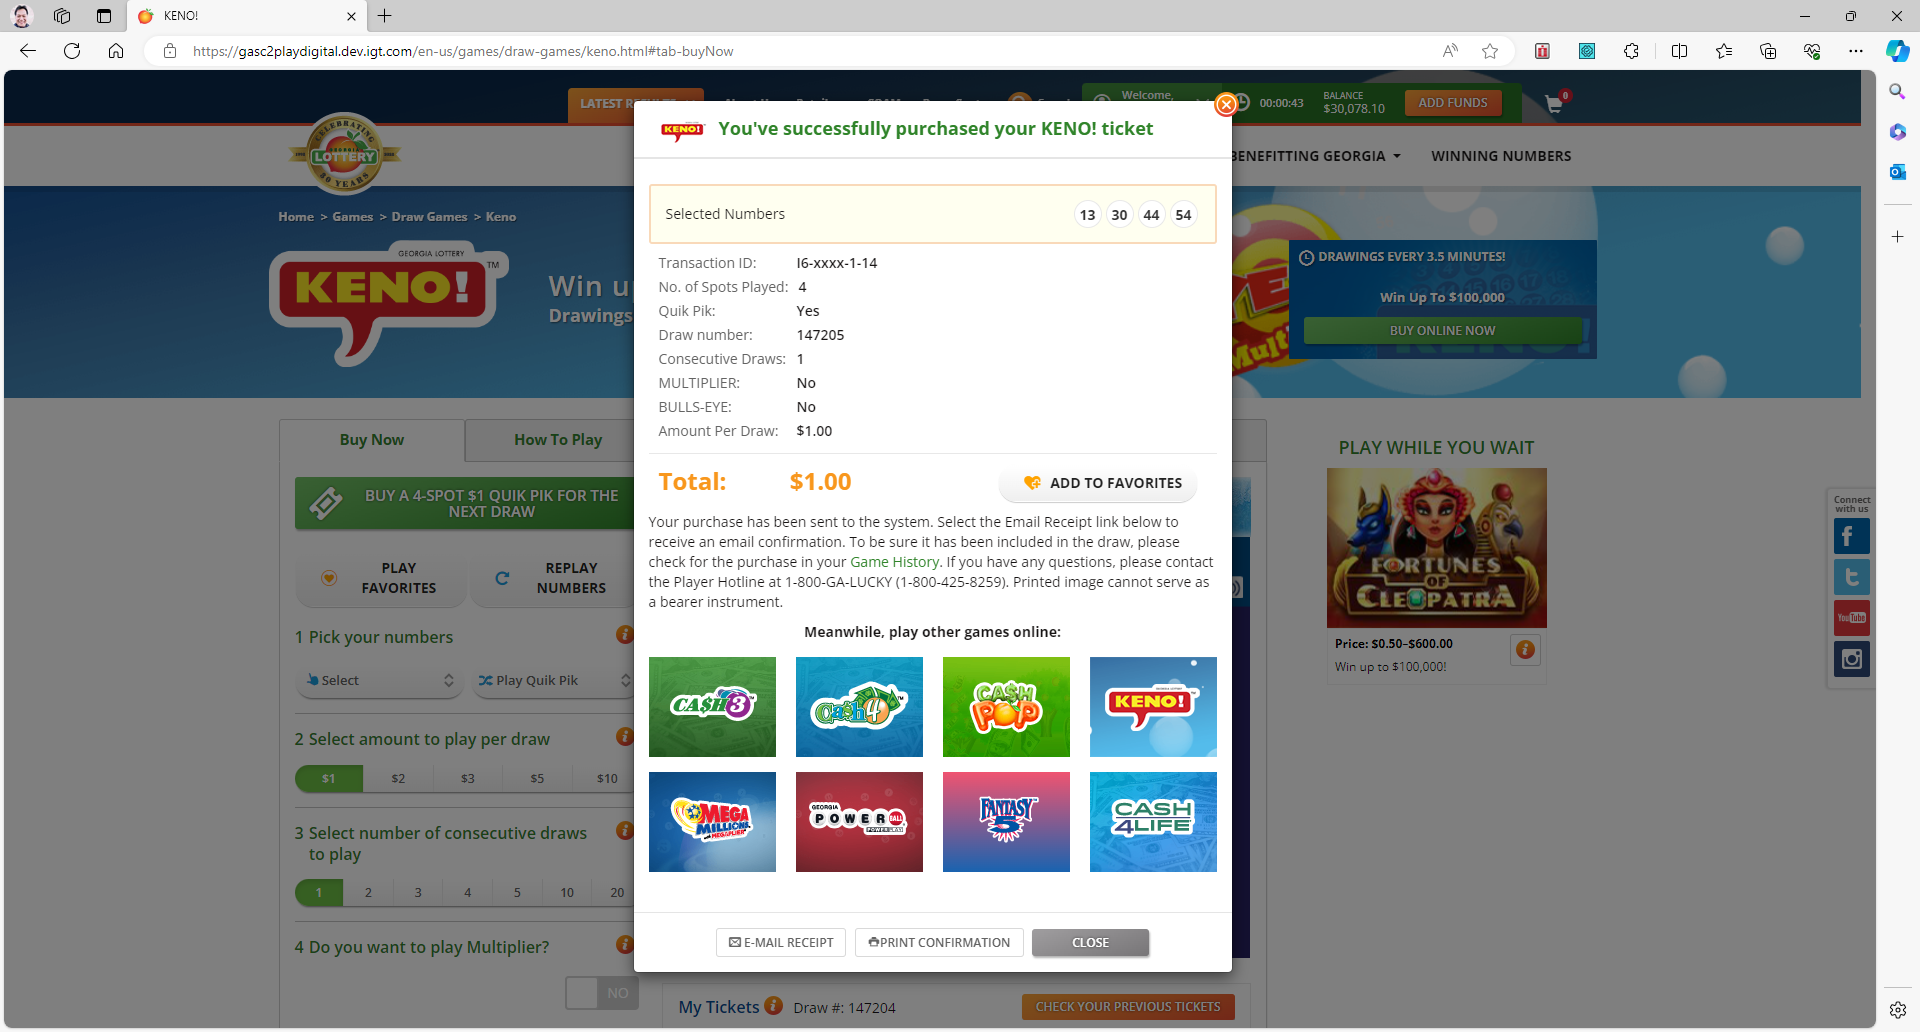 KENO!
https://gasc2playdigital.dev.igt.com/en-us/games/draw-games/keno.html#tab-buyNow
LATEST
Welcome,
00:00:43
BALANCE
$30,078.10
ADD FUNDS
0
CELEBRATING
GEORGIA
LOTTERY
30 YEARS
BENEFITTING GEORGIA
WINNING NUMBERS
Home > Games > Draw Games > Keno
GEORGIA LOTTERY
KENO!
TM
Win
Drawings
DRAWINGS EVERY 3.5 MINUTES!
Win Up To $100,000
BUY ONLINE NOW
Buy Now
How To Play
BUY A 4-SPOT $1 QUIK PIK FOR THE
NEXT DRAW
PLAY
FAVORITES
REPLAY
NUMBERS
1 Pick your numbers
Select
Play Quik Pik
2 Select amount to play per draw
$1 $2 $3 $5 $10
3 Select number of consecutive draws
to play
1 2 3 4 5 10 20
4 Do you want to play Multiplier?
NO
KENO!
You've successfully purchased your KENO! ticket
Selected Numbers
13 30 44 54
Transaction ID: I6-xxxx-1-14
No. of Spots Played: 4
Quik Pik: Yes
Draw number: 147205
Consecutive Draws: 1
MULTIPLIER: No
BULLS-EYE: No
Amount Per Draw: $1.00
Total: $1.00
ADD TO FAVORITES
Your purchase has been sent to the system. Select the Email Receipt link below to
receive an email confirmation. To be sure it has been included in the draw, please
check for the purchase in your Game History. If you have any questions, please contact
the Player Hotline at 1-800-GA-LUCKY (1-800-425-8259). Printed image cannot serve as
a bearer instrument.
Meanwhile, play other games online:
CA$H 3
Cash 4
CA$H POP
KENO!
MEGA MILLIONS
GEORGIA POWERBALL
FANTASY 5
CASH 4LIFE
E-MAIL RECEIPT
PRINT CONFIRMATION
CLOSE
My Tickets
Draw #: 147204
CHECK YOUR PREVIOUS TICKETS
PLAY WHILE YOU WAIT
FORTUNES
OF
CLEOPATRA
Price: $0.50–$600.00
Win up to $100,000!
Connect
with us
YouTube